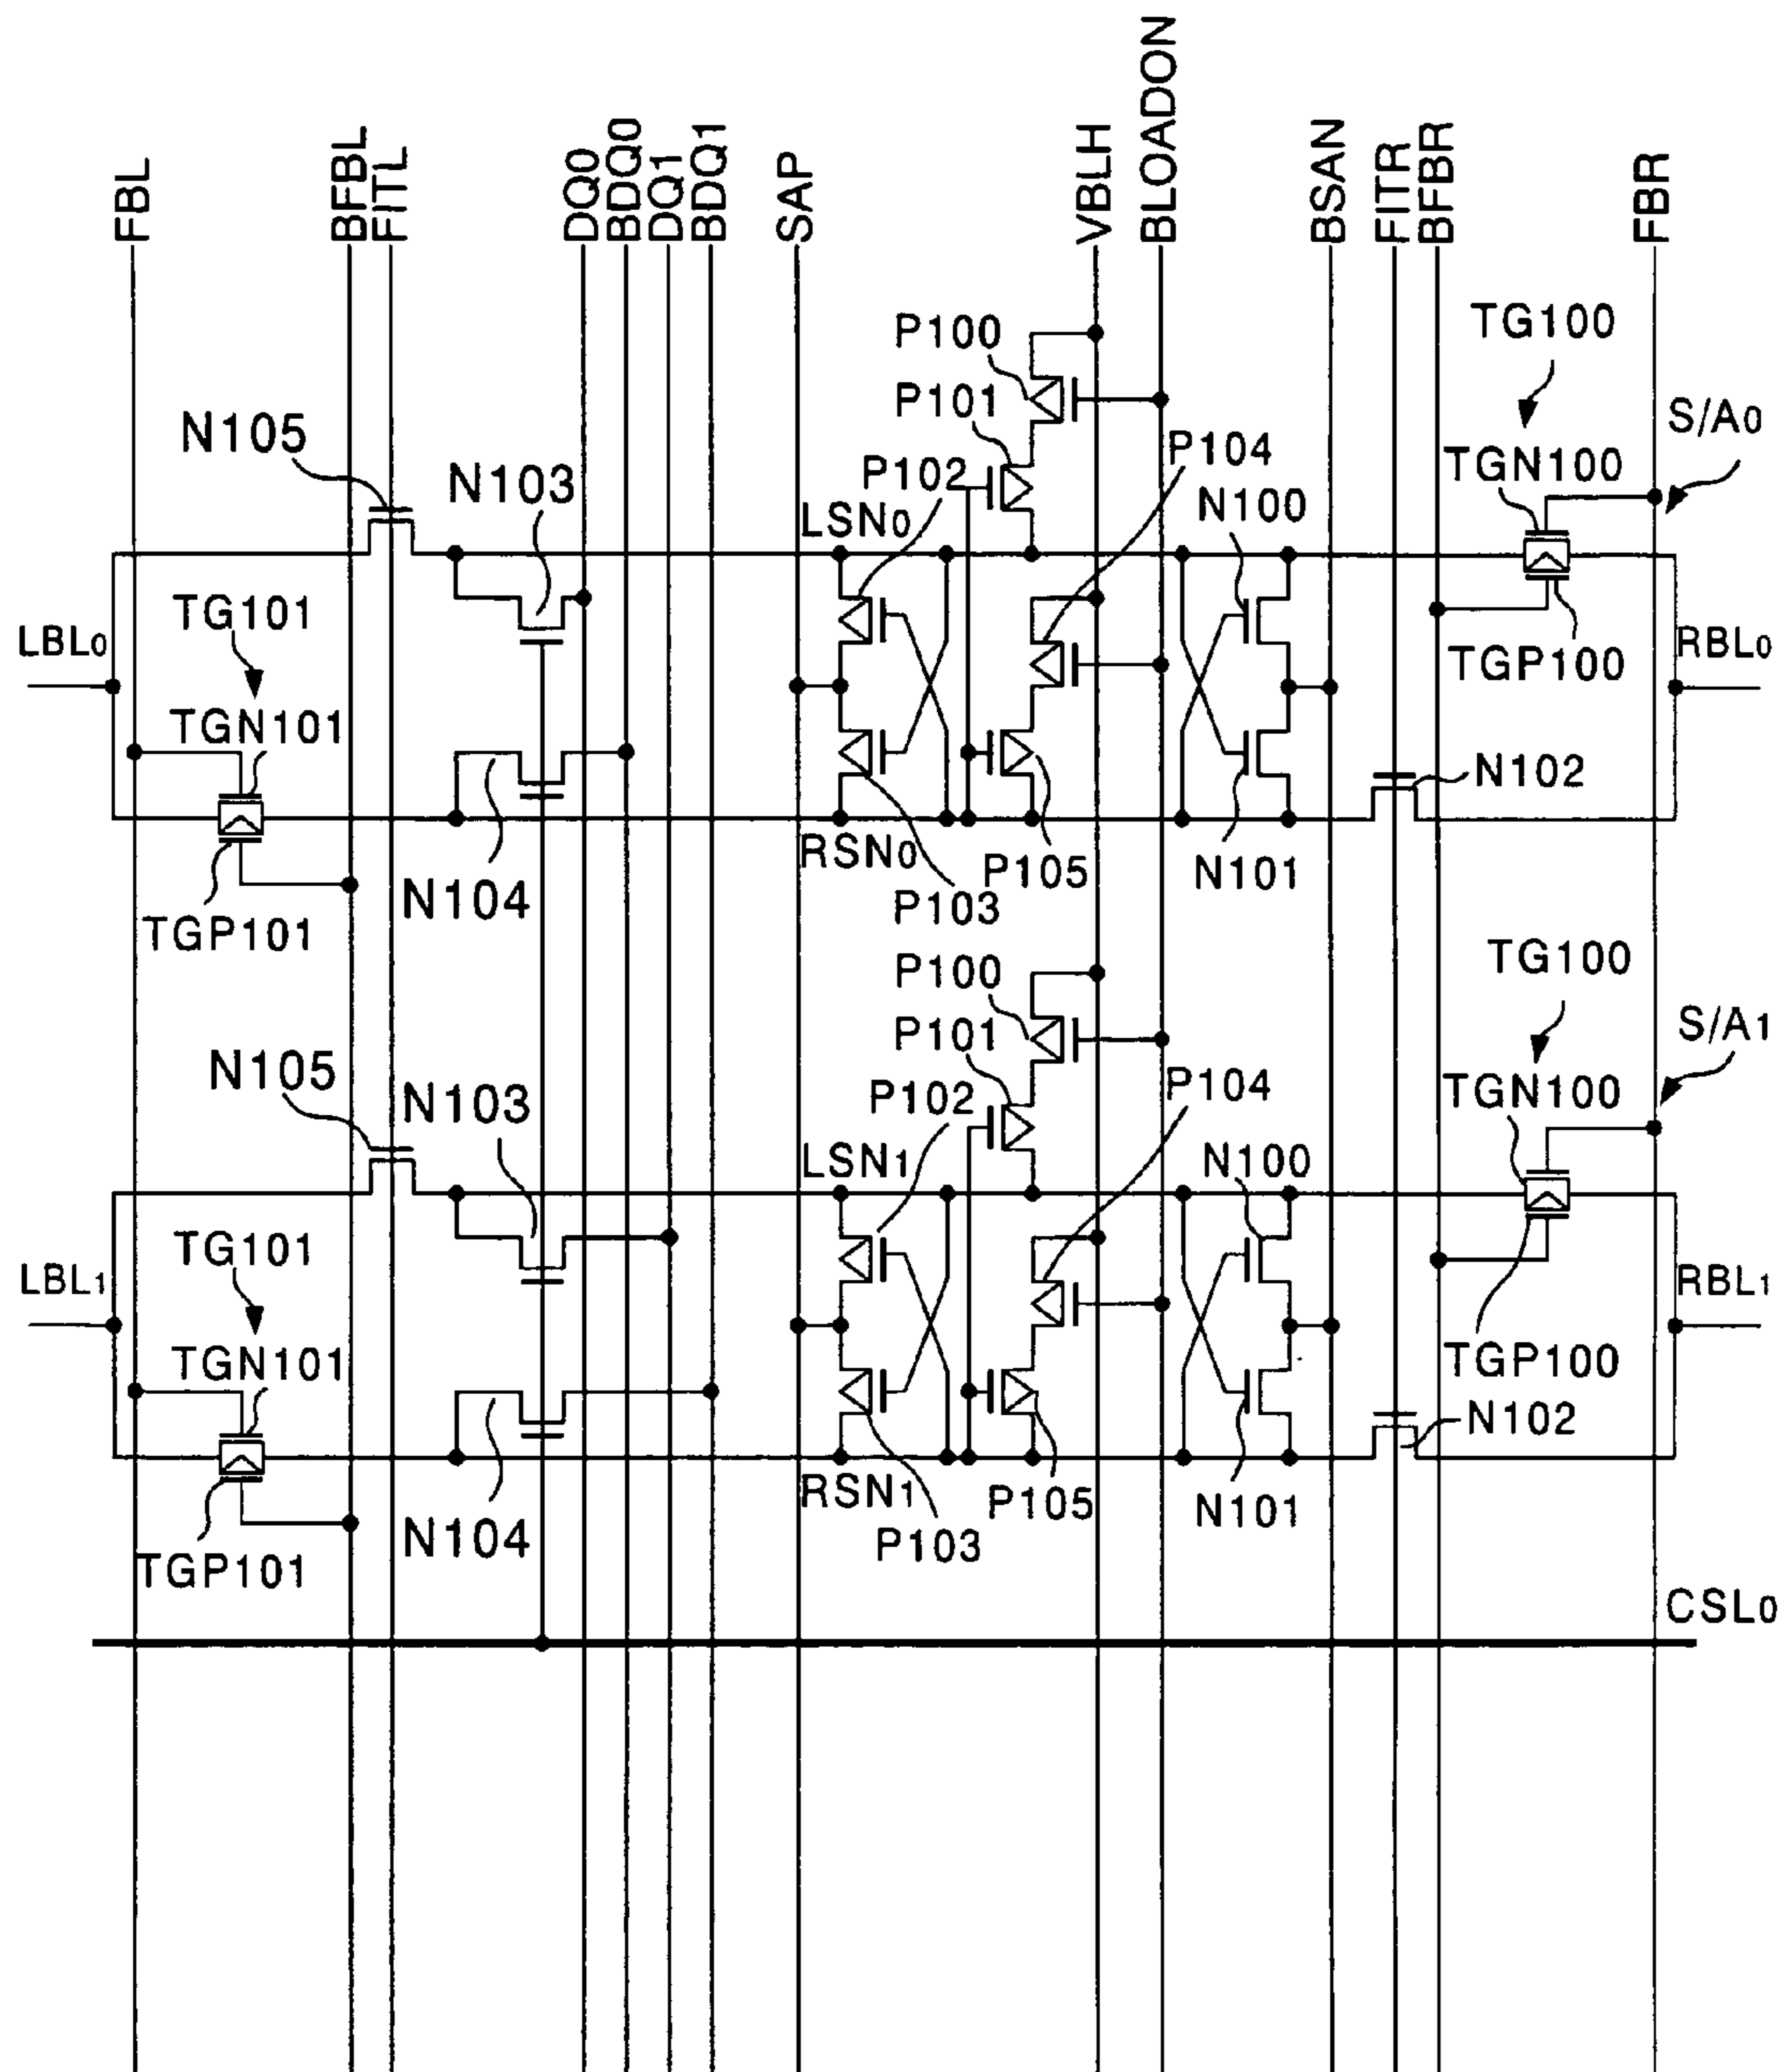 FBL
BFBL
FITL
DQ0
BDQ0
DQ1
BDQ1
SAP
VBLH
BLOADON
BSAN
FITR
BFBR
FBR
P100
TG100
P101
S/A0
N105
P104
N103
P102
TGN100
N100
LSN0
TG101
LBL0
RBL0
TGP100
TGN101
N102
RSN0
P105
N101
N104
P103
TGP101
TG100
P100
S/A1
P101
N105
P104
N103
P102
TGN100
LSN1
N100
TG101
LBL1
RBL1
TGN101
TGP100
N102
RSN1
P105
N101
N104
P103
TGP101
CSL0